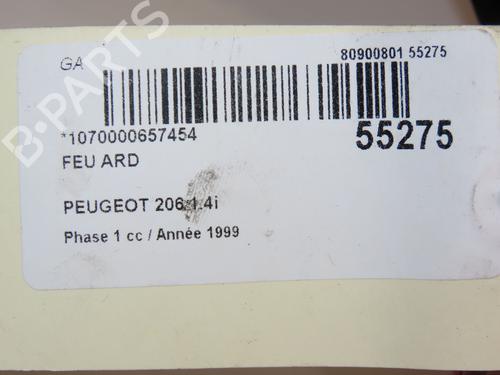 GA
80900801 55275
*1070000657454
55275
FEU ARD
PEUGEOT 206 1.4i
Phase 1 cc / Année 1999
B-PARTS